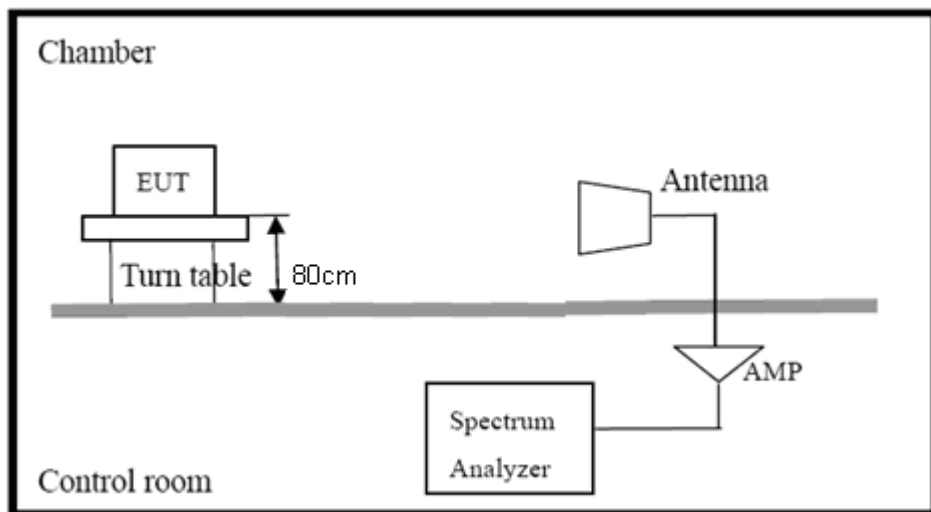 Chamber
EUT
Antenna
Turn table
80cm
AMP
Spectrum
Analyzer
Control room